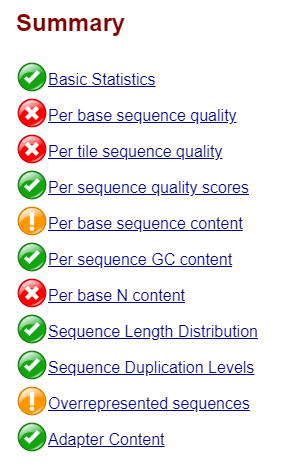 Summary
Basic Statistics
Per base sequence quality
Per tile sequence quality
Per sequence quality scores
Per base sequence content
Per sequence GC content
Per base N content
Sequence Length Distribution
Sequence Duplication Levels
Overrepresented sequences
Adapter Content